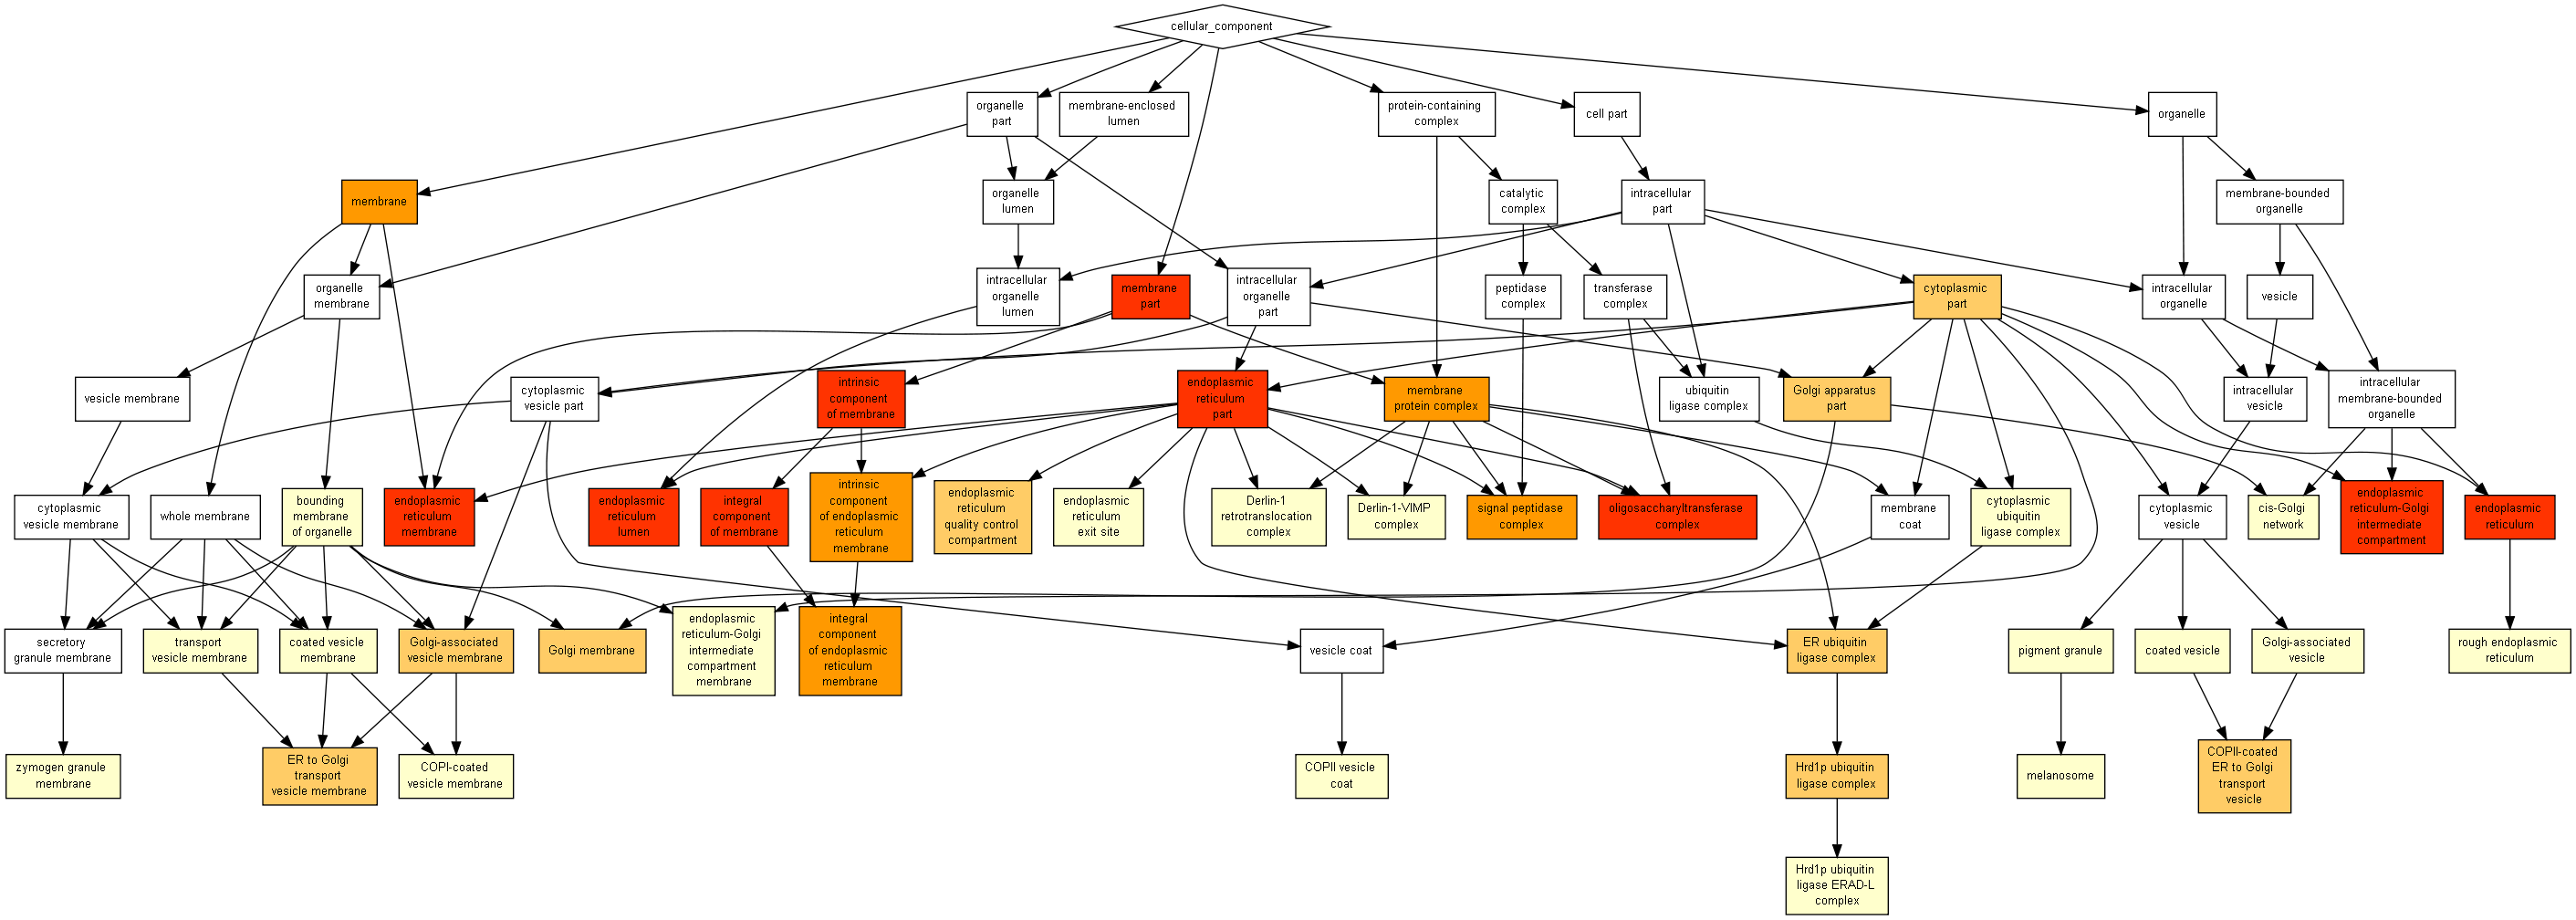 cellular_component
organelle
part
membrane-enclosed
lumen
protein-containing
complex
cell part
organelle
membrane
organelle
lumen
catalytic
complex
intracellular
part
membrane-bounded
organelle
organelle
membrane
intracellular
organelle
lumen
membrane
part
intracellular
organelle
part
peptidase
complex
transferase
complex
cytoplasmic
part
intracellular
organelle
vesicle
vesicle membrane
cytoplasmic
vesicle part
intrinsic
component
of membrane
endoplasmic
reticulum
part
membrane
protein complex
ubiquitin
ligase complex
Golgi apparatus
part
intracellular
vesicle
intracellular
membrane-bounded
organelle
cytoplasmic
vesicle membrane
whole membrane
bounding
membrane
of organelle
endoplasmic
reticulum
membrane
endoplasmic
reticulum
lumen
integral
component
of membrane
intrinsic
component
of endoplasmic
reticulum
membrane
endoplasmic
reticulum
quality control
compartment
endoplasmic
reticulum
exit site
Derlin-1
retrotranslocation
complex
Derlin-1-VIMP
complex
signal peptidase
complex
oligosaccharyltransferase
complex
membrane
coat
cytoplasmic
ubiquitin
ligase complex
cytoplasmic
vesicle
cis-Golgi
network
endoplasmic
reticulum-Golgi
intermediate
compartment
endoplasmic
reticulum
secretory
granule membrane
transport
vesicle membrane
coated vesicle
membrane
Golgi-associated
vesicle membrane
Golgi membrane
endoplasmic
reticulum-Golgi
intermediate
compartment
membrane
integral
component
of endoplasmic
reticulum
membrane
vesicle coat
ER ubiquitin
ligase complex
pigment granule
coated vesicle
Golgi-associated
vesicle
rough endoplasmic
reticulum
zymogen granule
membrane
ER to Golgi
transport
vesicle membrane
COPI-coated
vesicle membrane
COPII vesicle
coat
Hrd1p ubiquitin
ligase complex
melanosome
COPII-coated
ER to Golgi
transport
vesicle
Hrd1p ubiquitin
ligase ERAD-L
complex